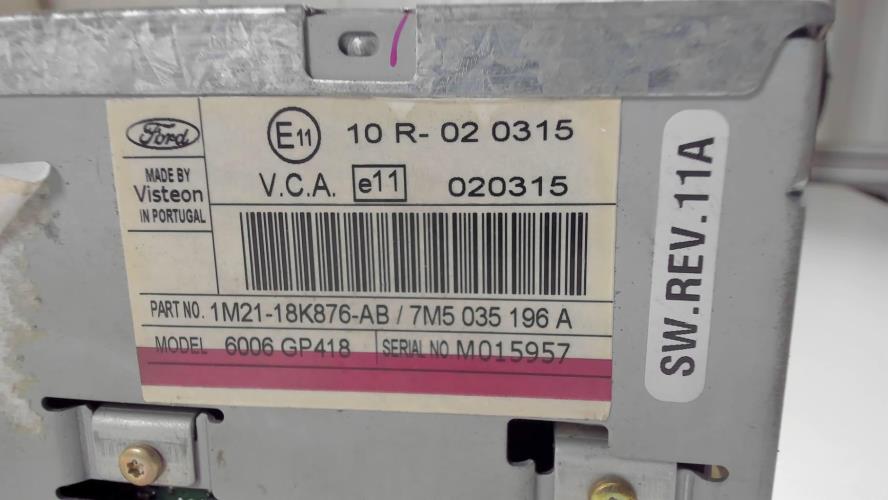 Ford
E11 10 R- 02 0315
MADE BY
Visteon
IN PORTUGAL
V.C.A. e11 020315
PART NO. 1M21-18K876-AB / 7M5 035 196 A
MODEL 6006 GP418 SERIAL NO M015957
SW.REV.11A